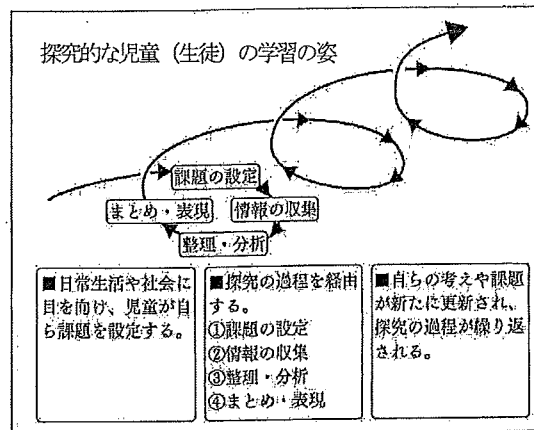 探究的な児童（生徒）の学習の姿
課題の設定
まとめ・表現
情報の収集
整理・分析
■日常生活や社会に
目を向け、児童が自
ら課題を設定する。
■探究の過程を経由
する。
①課題の設定
②情報の収集
③整理・分析
④まとめ・表現
■自らの考えや課題
が新たに更新され、
探究の過程が繰り返
される。